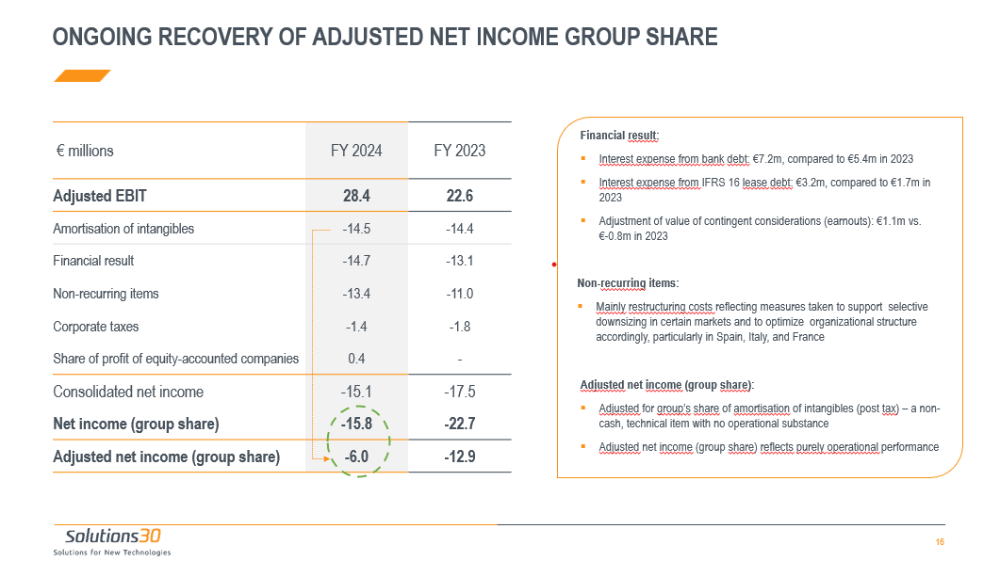 ONGOING RECOVERY OF ADJUSTED NET INCOME GROUP SHARE
€ millions FY 2024 FY 2023
Adjusted EBIT 28.4 22.6
Amortisation of intangibles -14.5 -14.4
Financial result -14.7 -13.1
Non-recurring items -13.4 -11.0
Corporate taxes -1.4 -1.8
Share of profit of equity-accounted companies 0.4 -
Consolidated net income -15.1 -17.5
Net income (group share) -15.8 -22.7
Adjusted net income (group share) -6.0 -12.9
Financial result:
Interest expense from bank debt: €7.2m, compared to €5.4m in 2023
Interest expense from IFRS 16 lease debt: €3.2m, compared to €1.7m in
2023
Adjustment of value of contingent considerations (earnouts): €1.1m vs.
€-0.8m in 2023
Non-recurring items:
Mainly restructuring costs reflecting measures taken to support selective
downsizing in certain markets and to optimize organizational structure
accordingly, particularly in Spain, Italy, and France
Adjusted net income (group share):
Adjusted for group's share of amortisation of intangibles (post tax) – a non-
cash, technical item with no operational substance
Adjusted net income (group share) reflects purely operational performance
Solutions30
Solutions for New Technologies
16